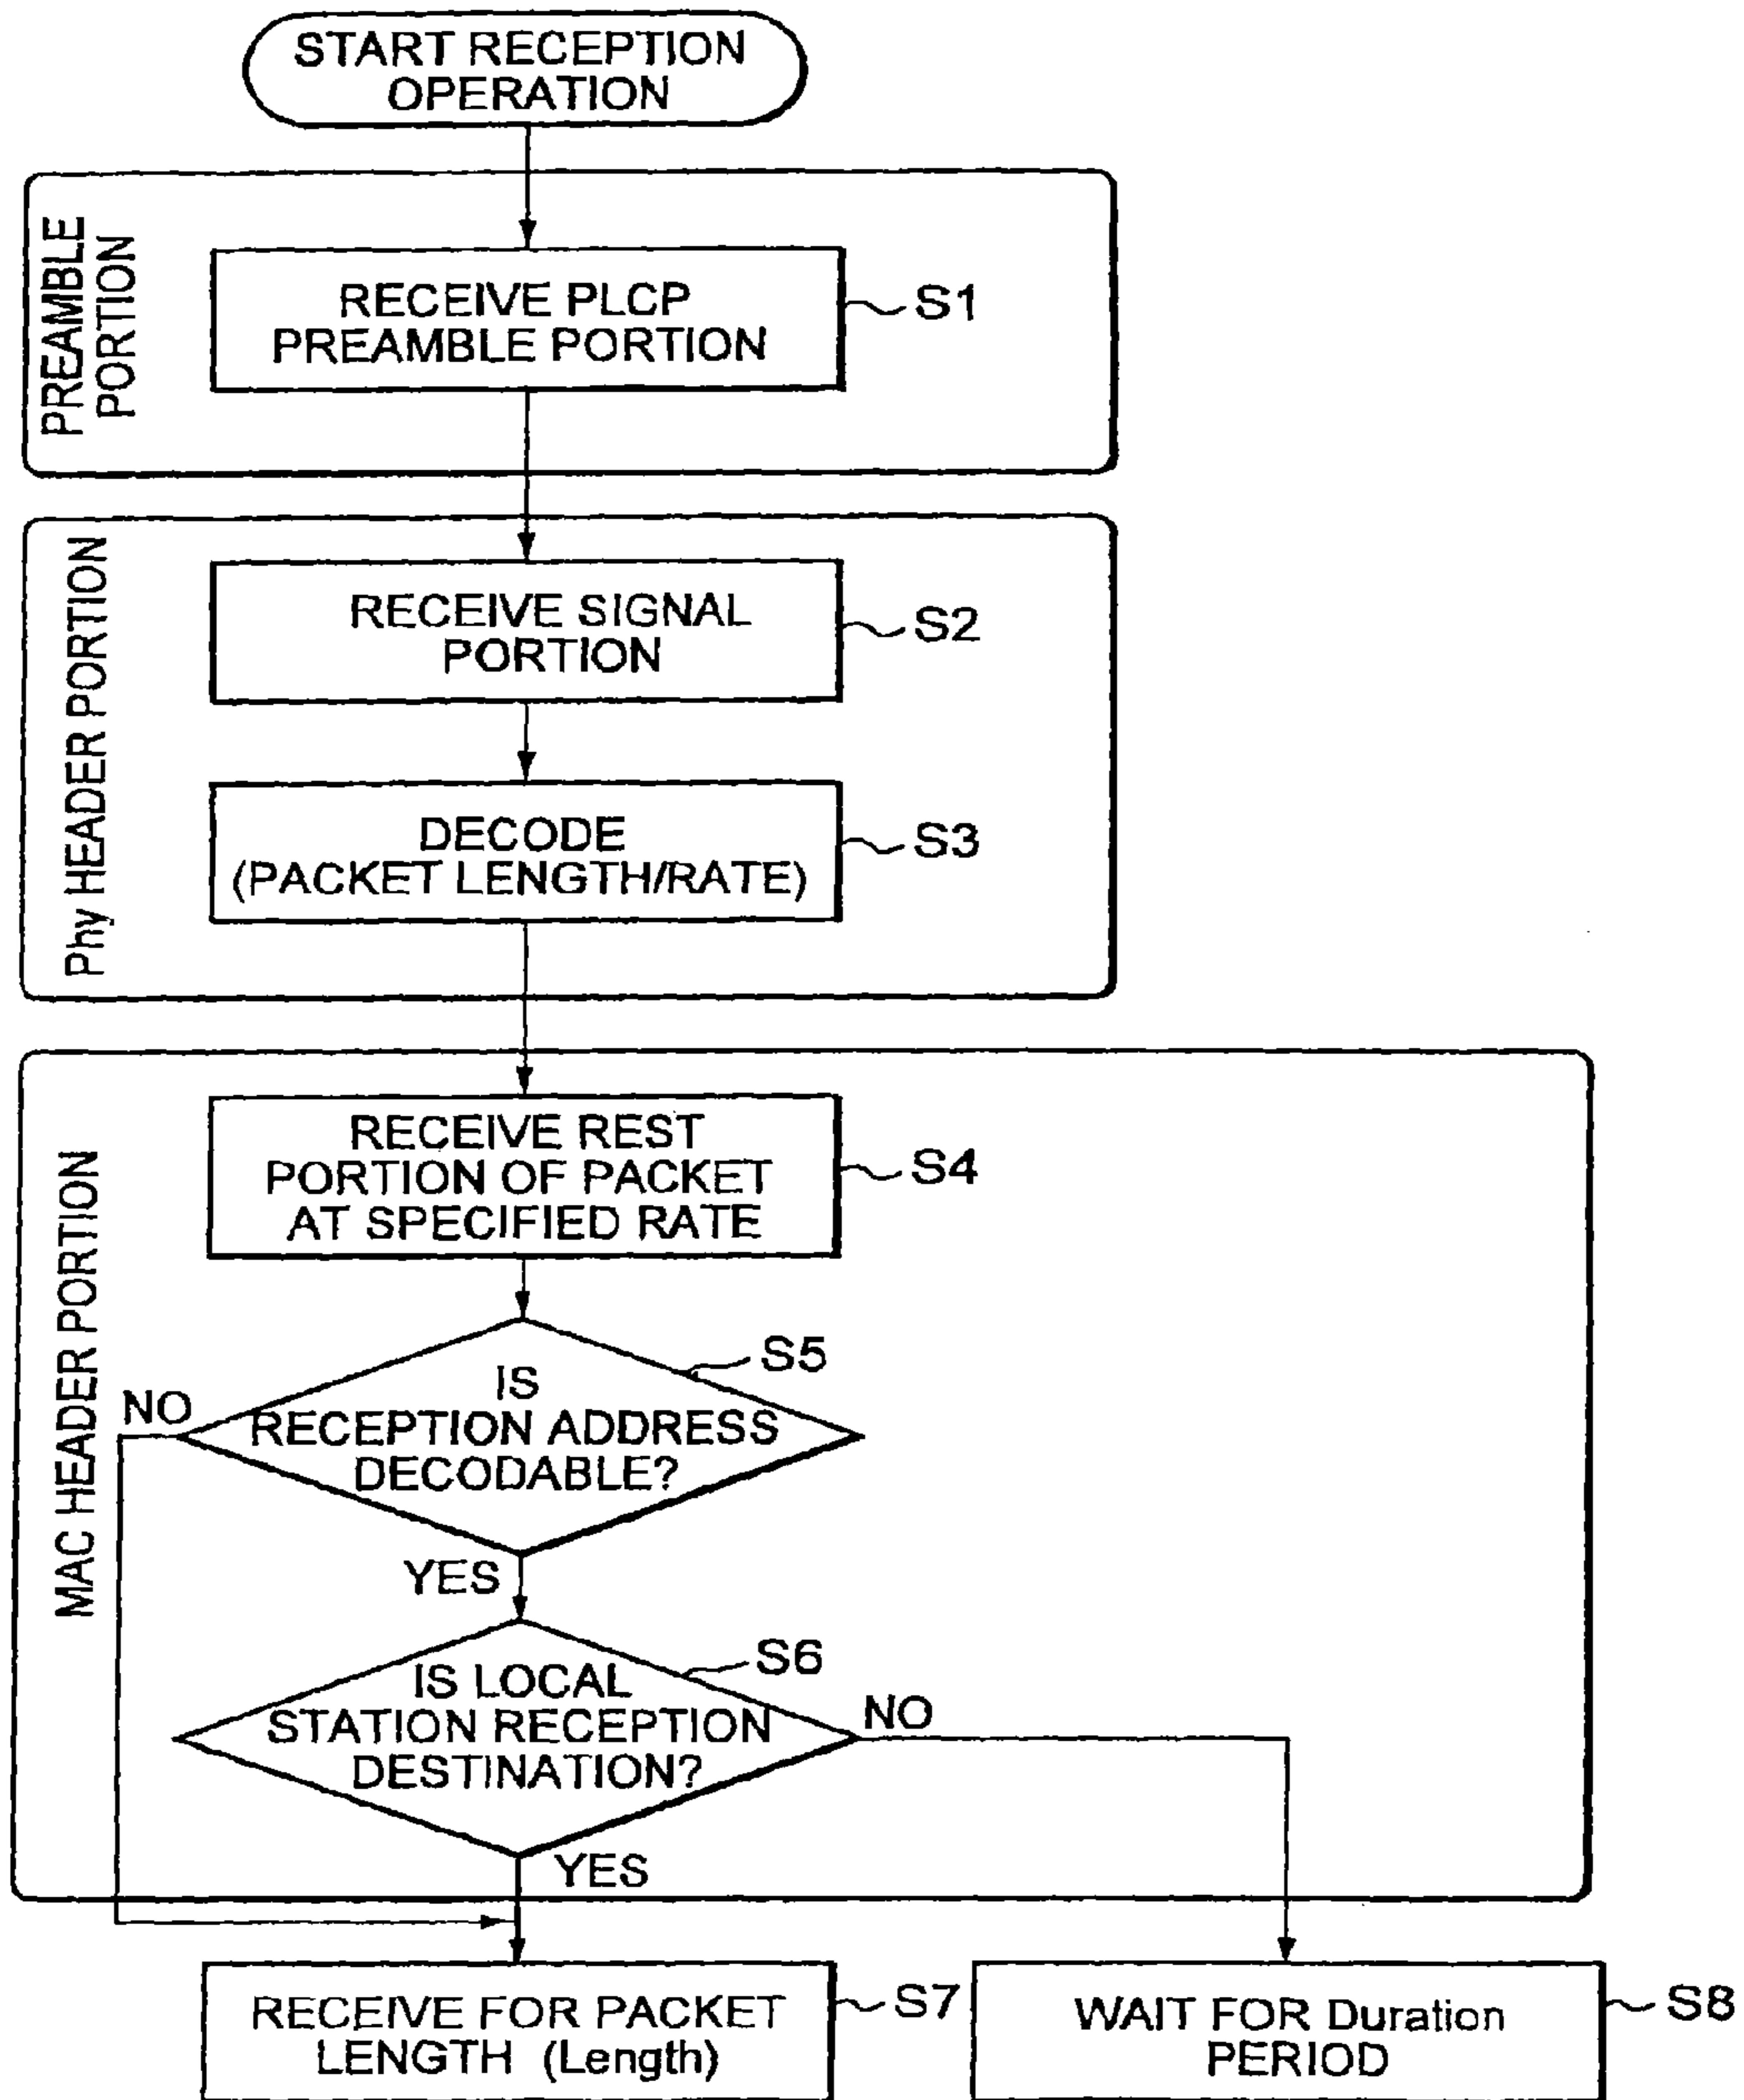 START RECEPTION
OPERATION
PREAMBLE
PORTION
RECEIVE PLCP
PREAMBLE PORTION
S1
Phy HEADER PORTION
RECEIVE SIGNAL
PORTION
S2
DECODE
(PACKET LENGTH/RATE)
S3
MAC HEADER PORTION
RECEIVE REST
PORTION OF PACKET
AT SPECIFIED RATE
S4
IS
RECEPTION ADDRESS
DECODABLE?
S5
NO
YES
IS LOCAL
STATION RECEPTION
DESTINATION?
S6
NO
YES
RECEIVE FOR PACKET
LENGTH (Length)
S7
WAIT FOR Duration
PERIOD
S8